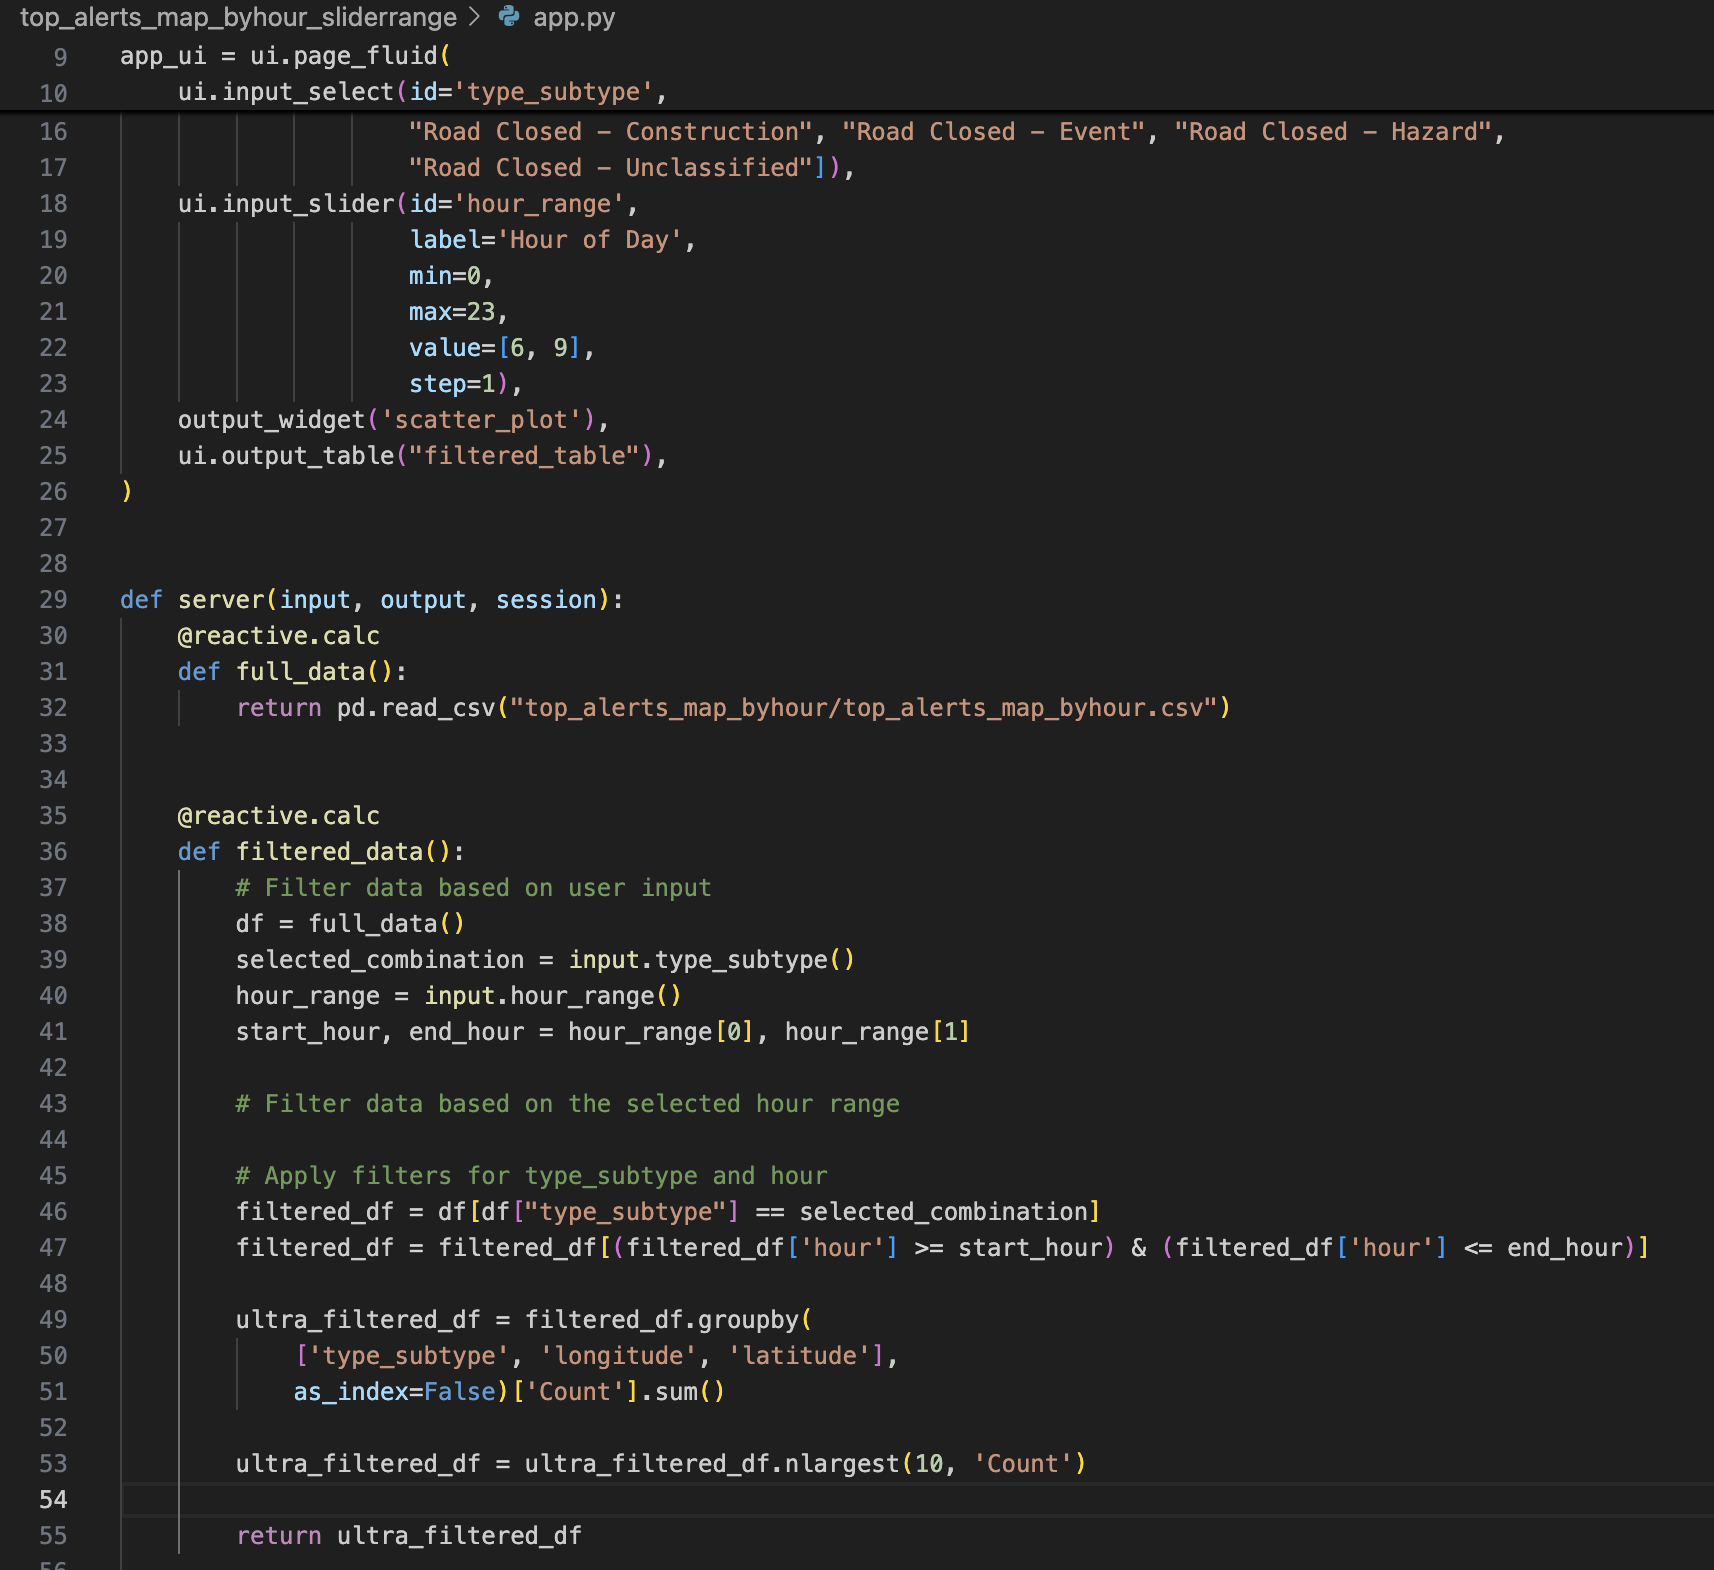 top_alerts_map_byhour_sliderrange > app.py
9 app_ui = ui.page_fluid(
10     ui.input_select(id='type_subtype',
16                     "Road Closed – Construction", "Road Closed – Event", "Road Closed – Hazard",
17                     "Road Closed – Unclassified"]),
18     ui.input_slider(id='hour_range',
19                     label='Hour of Day',
20                     min=0,
21                     max=23,
22                     value=[6, 9],
23                     step=1),
24     output_widget('scatter_plot'),
25     ui.output_table("filtered_table"),
26 )
27
28
29 def server(input, output, session):
30     @reactive.calc
31     def full_data():
32         return pd.read_csv("top_alerts_map_byhour/top_alerts_map_byhour.csv")
33
34
35     @reactive.calc
36     def filtered_data():
37         # Filter data based on user input
38         df = full_data()
39         selected_combination = input.type_subtype()
40         hour_range = input.hour_range()
41         start_hour, end_hour = hour_range[0], hour_range[1]
42
43         # Filter data based on the selected hour range
44
45         # Apply filters for type_subtype and hour
46         filtered_df = df[df["type_subtype"] == selected_combination]
47         filtered_df = filtered_df[(filtered_df['hour'] >= start_hour) & (filtered_df['hour'] <= end_hour)]
48
49         ultra_filtered_df = filtered_df.groupby(
50             ['type_subtype', 'longitude', 'latitude'],
51             as_index=False)['Count'].sum()
52
53         ultra_filtered_df = ultra_filtered_df.nlargest(10, 'Count')
54
55         return ultra_filtered_df
56